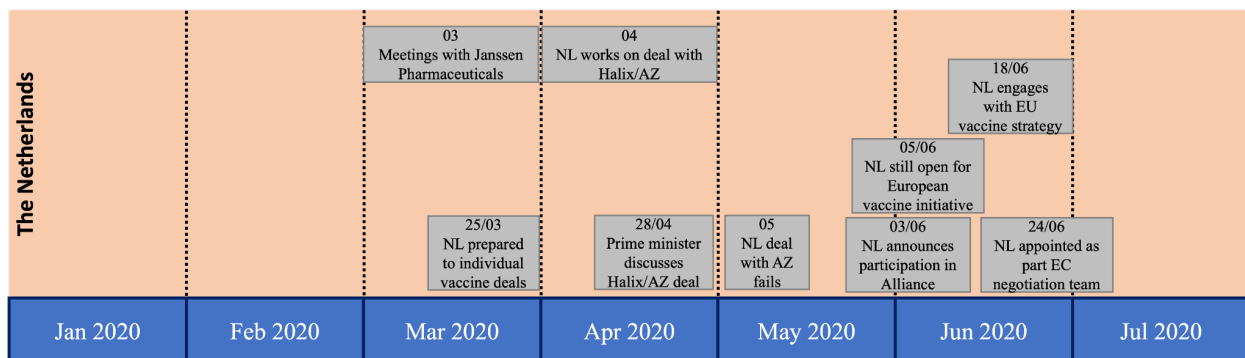 The Netherlands
03
Meetings with Janssen
Pharmaceuticals
04
NL works on deal with
Halix/AZ
18/06
NL engages
with EU
vaccine strategy
05/06
NL still open for
European
vaccine initiative
25/03
NL prepared
to individual
vaccine deals
28/04
Prime minister
discusses
Halix/AZ deal
05
NL deal
with AZ
fails
03/06
NL announces
participation in
Alliance
24/06
NL appointed as
part EC
negotiation team
Jan 2020
Feb 2020
Mar 2020
Apr 2020
May 2020
Jun 2020
Jul 2020